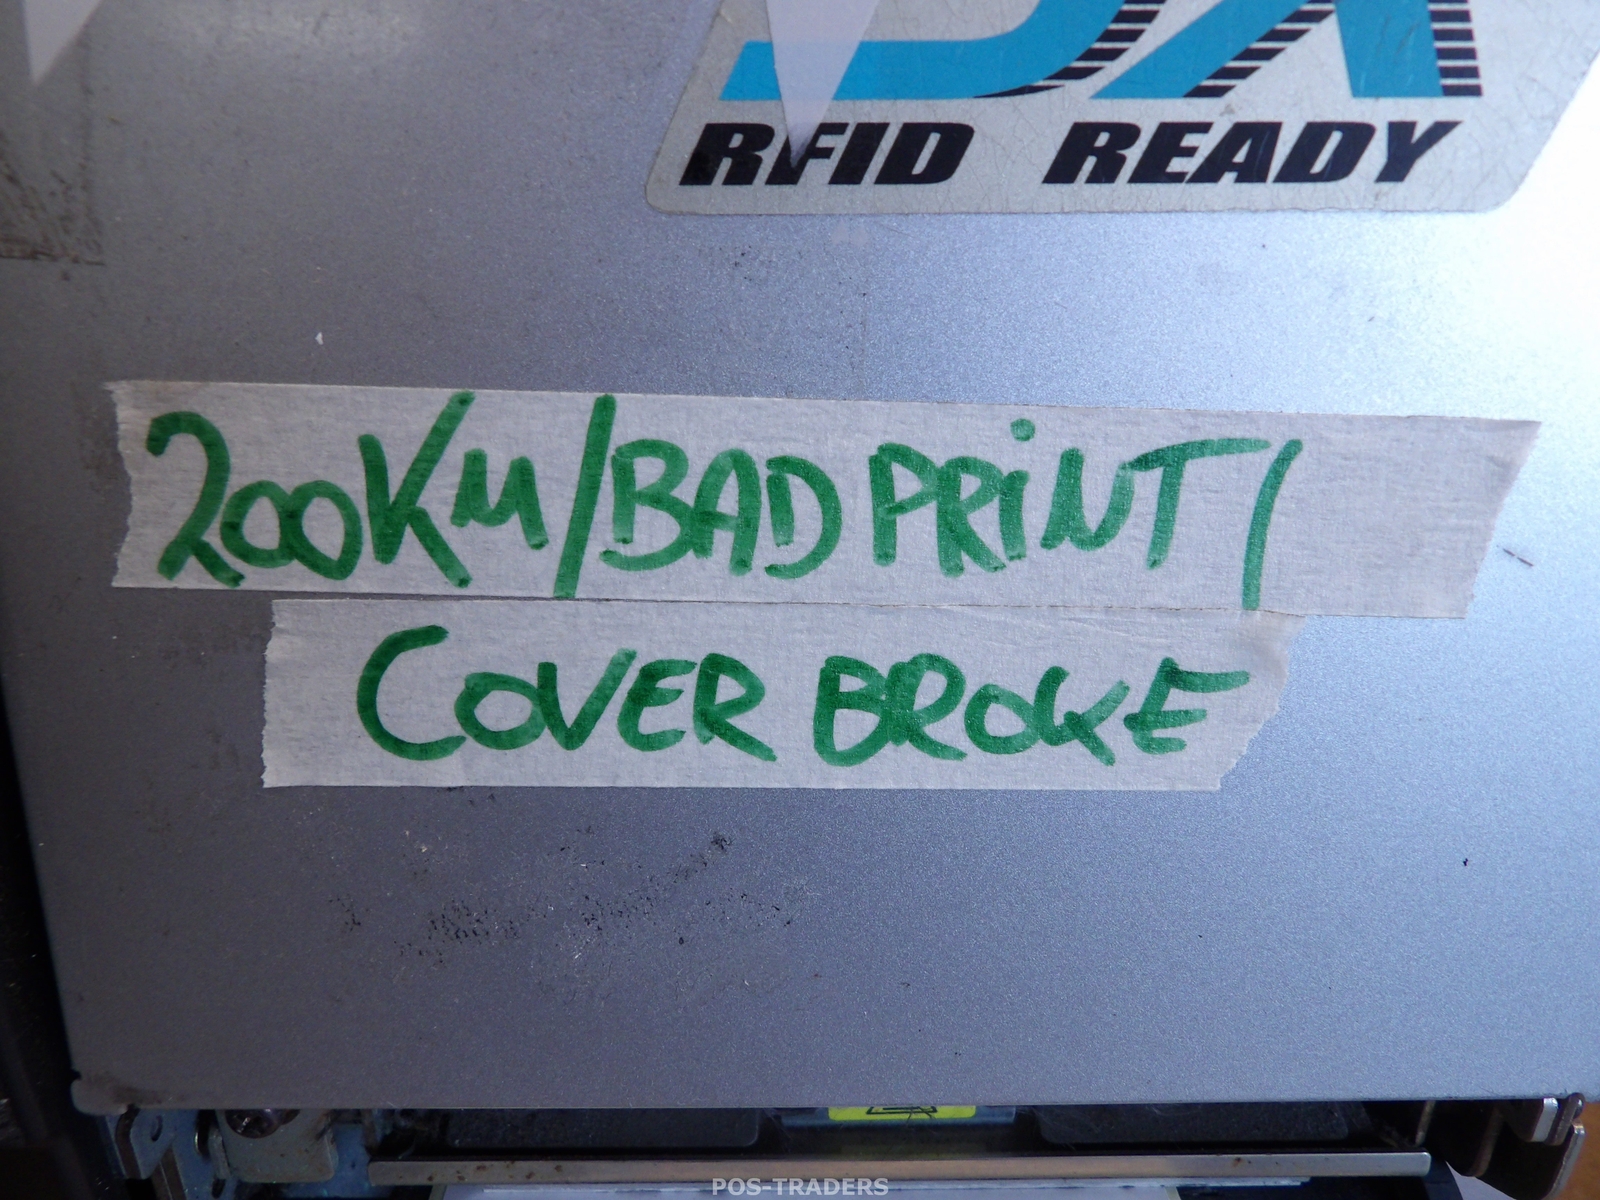 RFID READY
200KM/BAD PRiNT/
COVER BROKE
POS-TRADERS